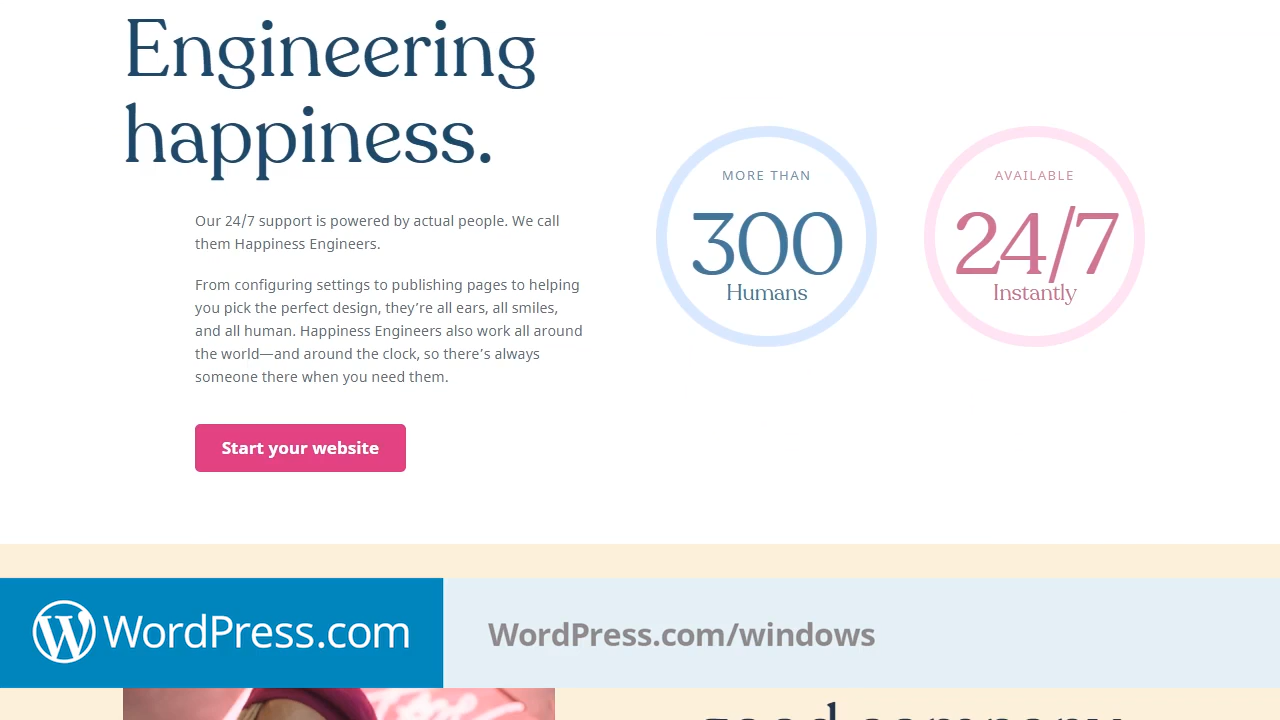 Engineering
happiness.
Our 24/7 support is powered by actual people. We call
them Happiness Engineers.
From configuring settings to publishing pages to helping
you pick the perfect design, they’re all ears, all smiles,
and all human. Happiness Engineers also work all around
the world—and around the clock, so there’s always
someone there when you need them.
Start your website
MORE THAN
300
Humans
AVAILABLE
24/7
Instantly
WordPress.com
WordPress.com/windows
good company